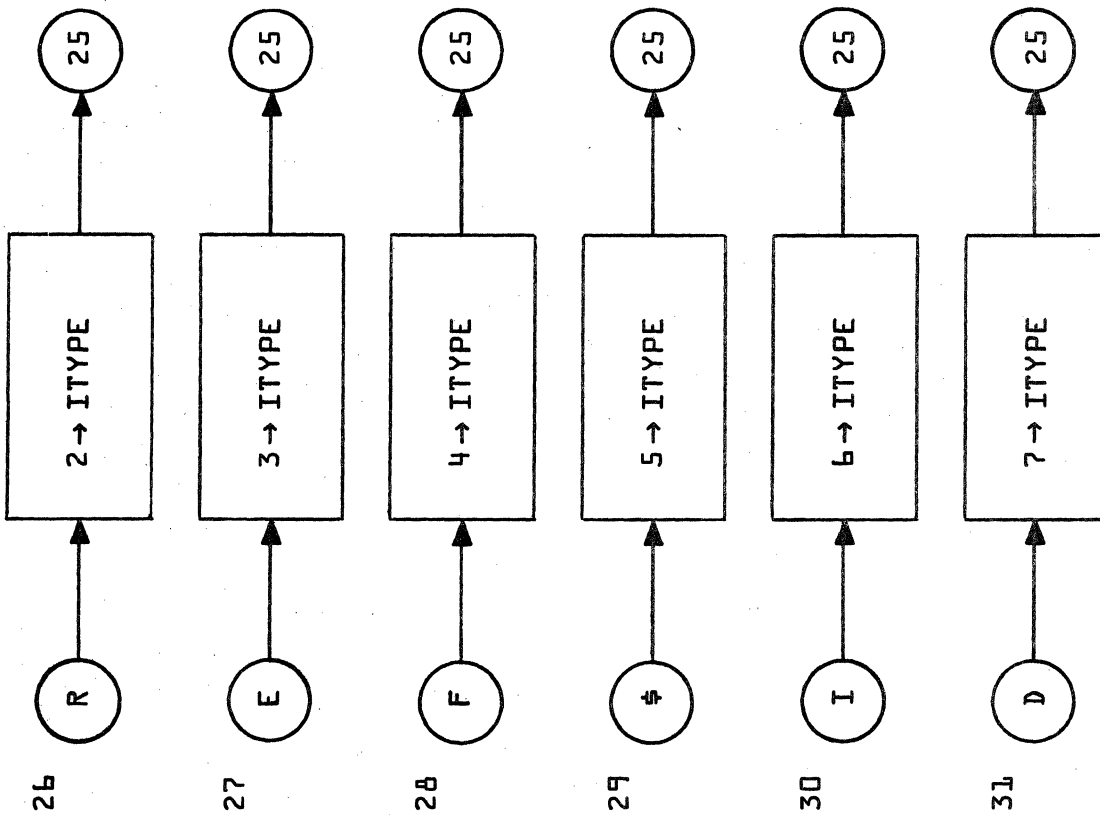 26 R 2→ITYPE 25
27 E 3→ITYPE 25
28 F 4→ITYPE 25
29 $ 5→ITYPE 25
30 I 6→ITYPE 25
31 D 7→ITYPE 25